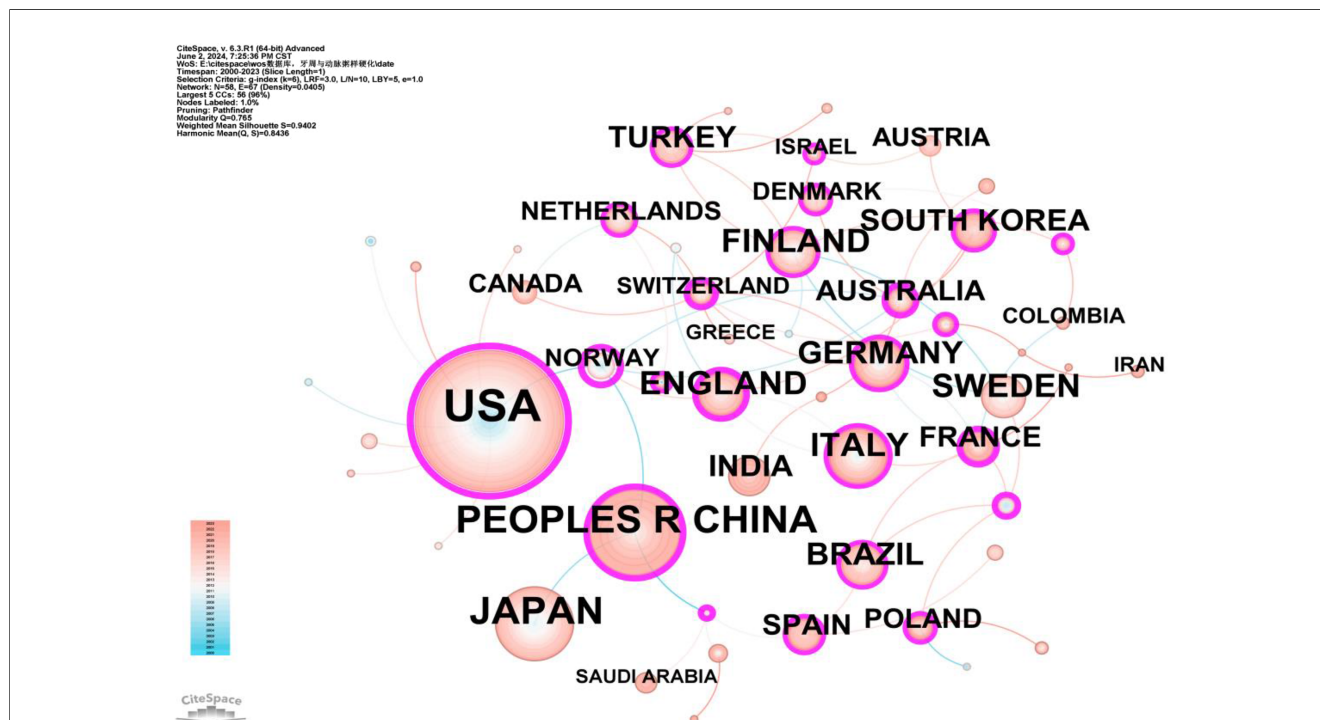 CiteSpace, v. 6.3.R1 (64-bit) Advanced
June 2, 2024, 7:25:36 PM CST
WoS: E:\citespace\wos数据库，牙周与动脉粥样硬化\date
Timespan: 2000-2023 (Slice Length=1)
Selection Criteria: g-index (k=6), LRF=3.0, L/N=10, LBY=5, e=1.0
Network: N=58, E=67 (Density=0.0405)
Largest 5 CCs: 56 (96%)
Nodes Labeled: 1.0%
Pruning: Pathfinder
Modularity Q=0.765
Weighted Mean Silhouette S=0.9402
Harmonic Mean(Q, S)=0.8436
TURKEY
ISRAEL
AUSTRIA
DENMARK
NETHERLANDS
SOUTH KOREA
FINLAND
CANADA
SWITZERLAND
AUSTRALIA
COLOMBIA
GREECE
NORWAY
GERMANY
IRAN
ENGLAND
SWEDEN
USA
ITALY
FRANCE
INDIA
PEOPLES R CHINA
BRAZIL
JAPAN
SPAIN
POLAND
SAUDI ARABIA
CiteSpace